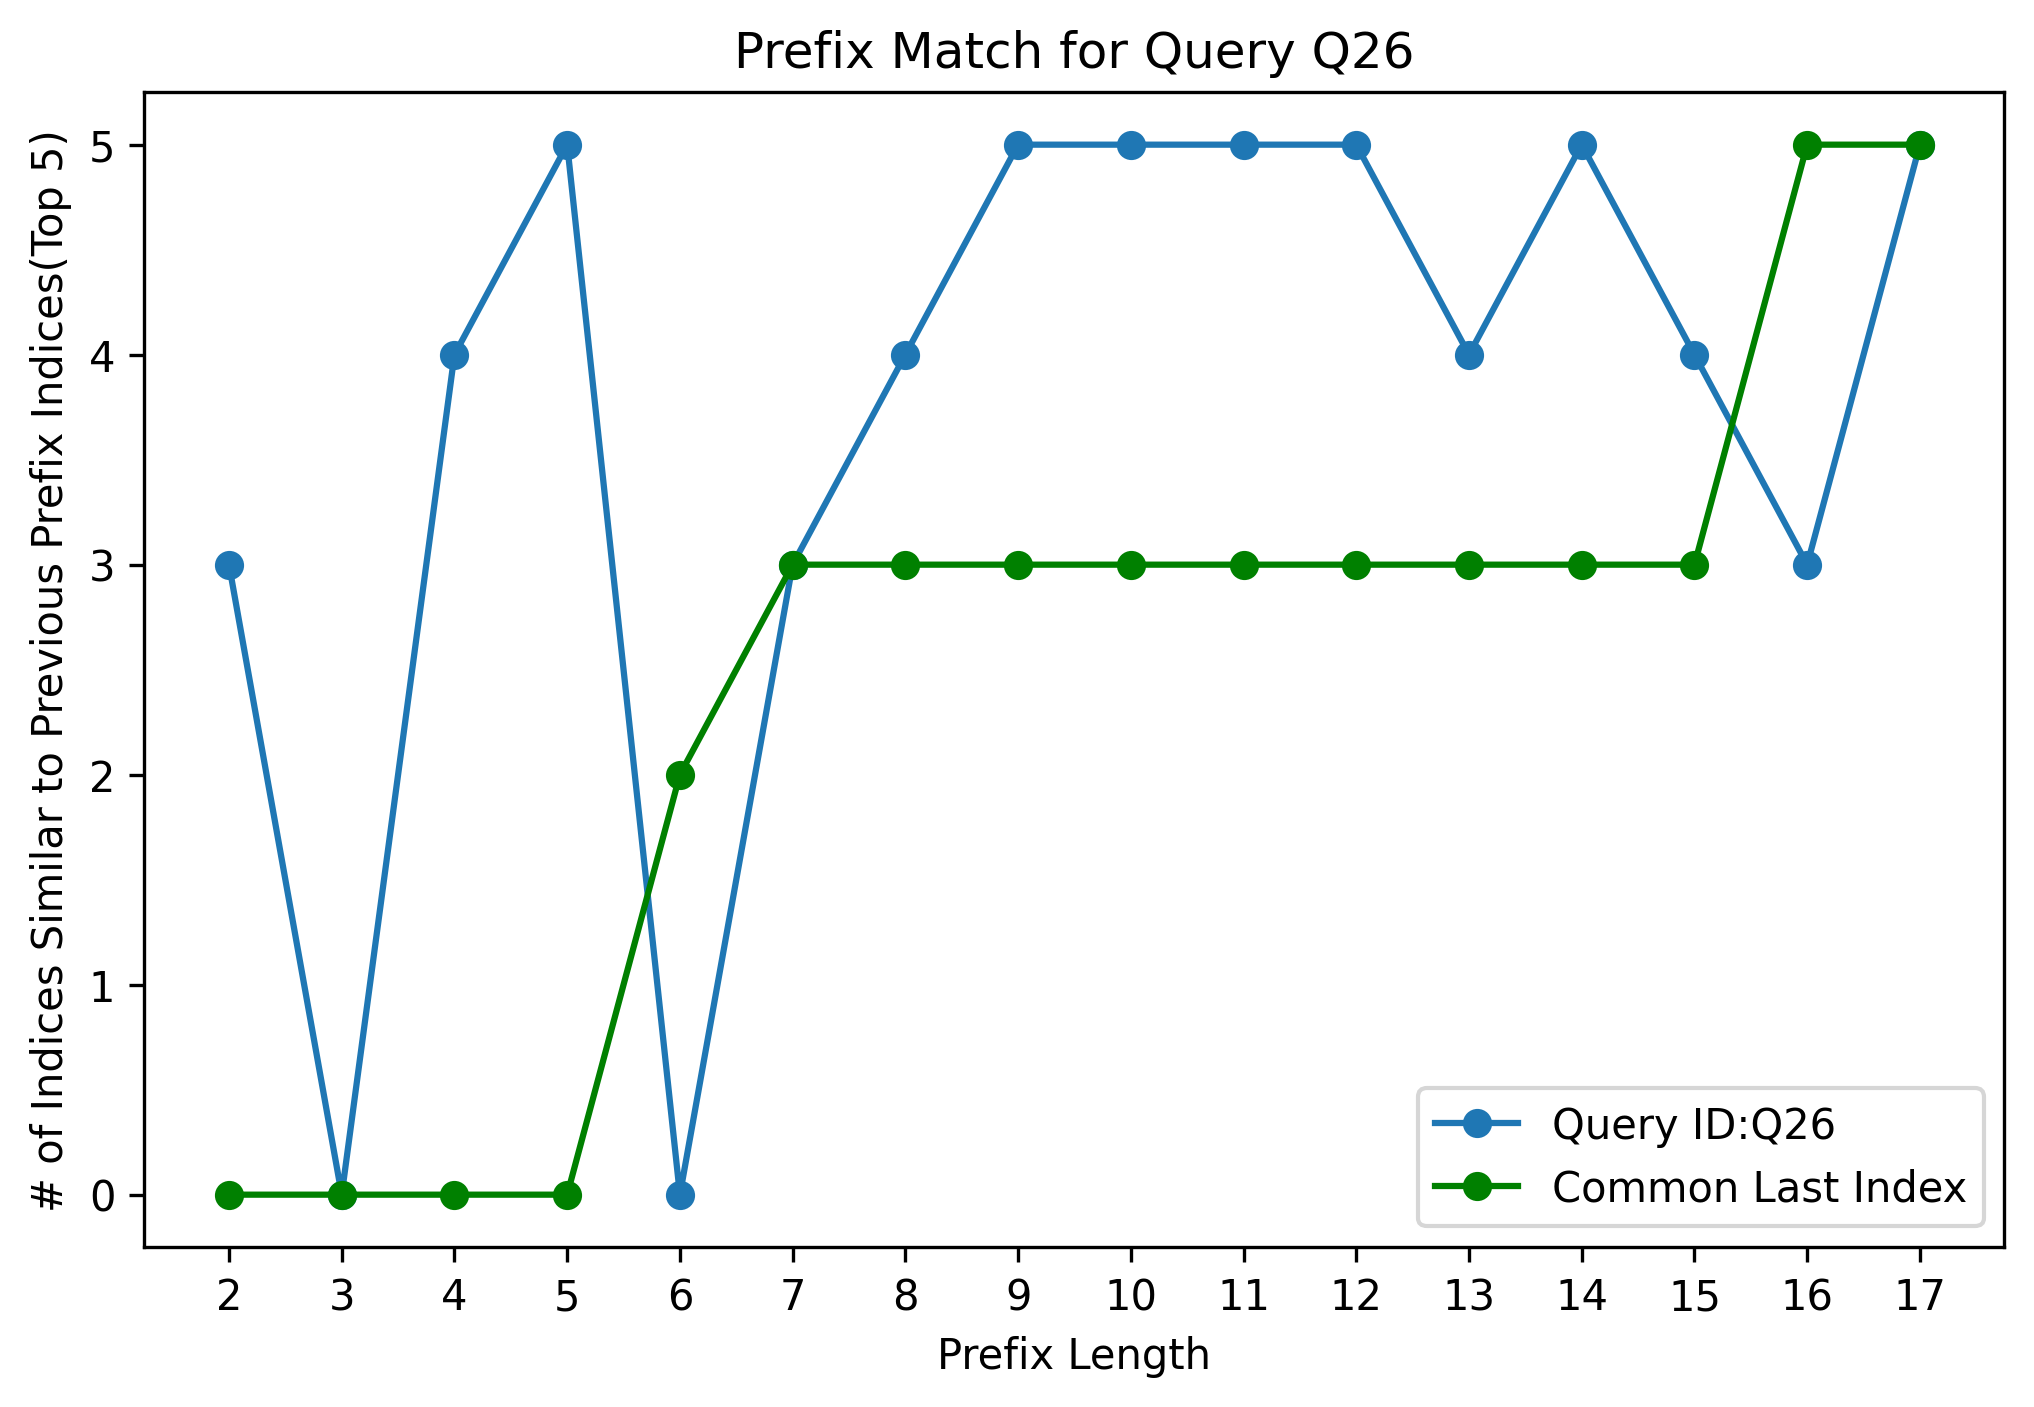 Prefix Match for Query Q26
# of Indices Similar to Previous Prefix Indices(Top 5)
5
4
3
2
1
0
Query ID:Q26
Common Last Index
2 3 4 5 6 7 8 9 10 11 12 13 14 15 16 17
Prefix Length